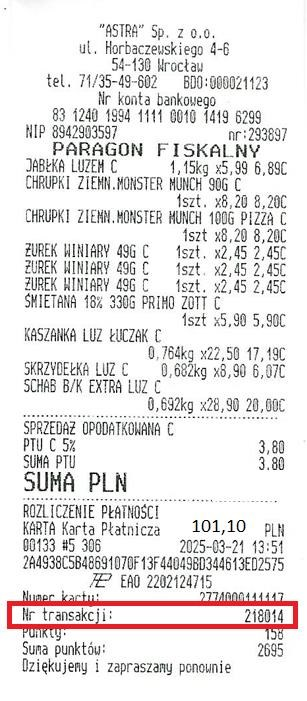 "ASTRA" Sp. z o.o.
ul. Horbaczewskiego 4-6
54-130 Wrocław
tel. 71/35-49-602 BDO:000021123
Nr konta bankowego
83 1240 1994 1111 0010 1419 6299
NIP 8942903597 nr:293897
PARAGON FISKALNY
JABŁKA LUZEM C 1,15kg x5,99 6,89C
CHRUPKI ZIEMN.MONSTER MUNCH 90G C
1szt. x8,20 8,20C
CHRUPKI ZIEMN.MONSTER MUNCH 100G PIZZA C
1szt x8,20 8,20C
ŻUREK WINIARY 49G C 1szt. x2,45 2,45C
ŻUREK WINIARY 49G C 1szt. x2,45 2,45C
ŻUREK WINIARY 49G C 1szt. x2,45 2,45C
ŚMIETANA 18% 330G PRIMO ZOTT C
1szt x5,90 5,90C
KASZANKA LUZ ŁUCZAK C
0,764kg x22,50 17,19C
SKRZYDEŁKA LUZ C 0,682kg x8,90 6,07C
SCHAB B/K EXTRA LUZ C
0,692kg x28,90 20,00C
SPRZEDAŻ OPODATKOWANA C
PTU C 5% 3,80
SUMA PTU 3.80
SUMA PLN
ROZLICZENIE PŁATNOŚCI
KARTA Karta Płatnicza 101,10 PLN
00133 #5 306 2025-03-21 13:51
2A4938C5B48691070F13F44049BD344613ED2575
EAO 2202124715
Numer karty: 2774000111117
Nr transakcji: 218014
Punkty: 158
Suma punktów: 2695
Dziękujemy i zapraszamy ponownie